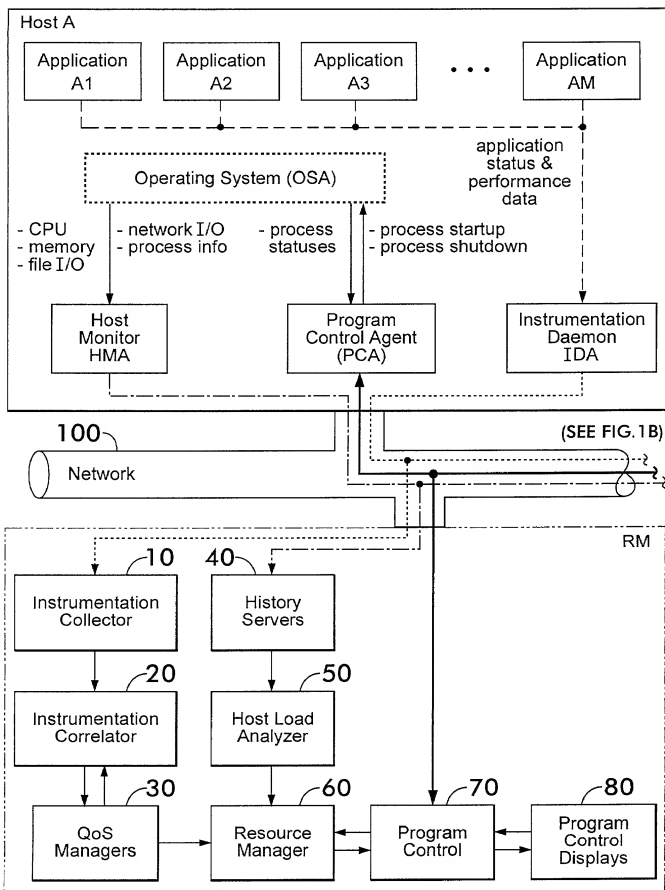 Host A
Application
A1
Application
A2
Application
A3
• • •
Application
AM
application
status &
performance
data
Operating System (OSA)
- CPU
- memory
- file I/O
- network I/O
- process info
- process
statuses
- process startup
- process shutdown
Host
Monitor
HMA
Program
Control Agent
(PCA)
Instrumentation
Daemon
IDA
100
(SEE FIG.1B)
Network
RM
10
Instrumentation
Collector
40
History
Servers
20
Instrumentation
Correlator
50
Host Load
Analyzer
30
QoS
Managers
60
Resource
Manager
70
Program
Control
80
Program
Control
Displays